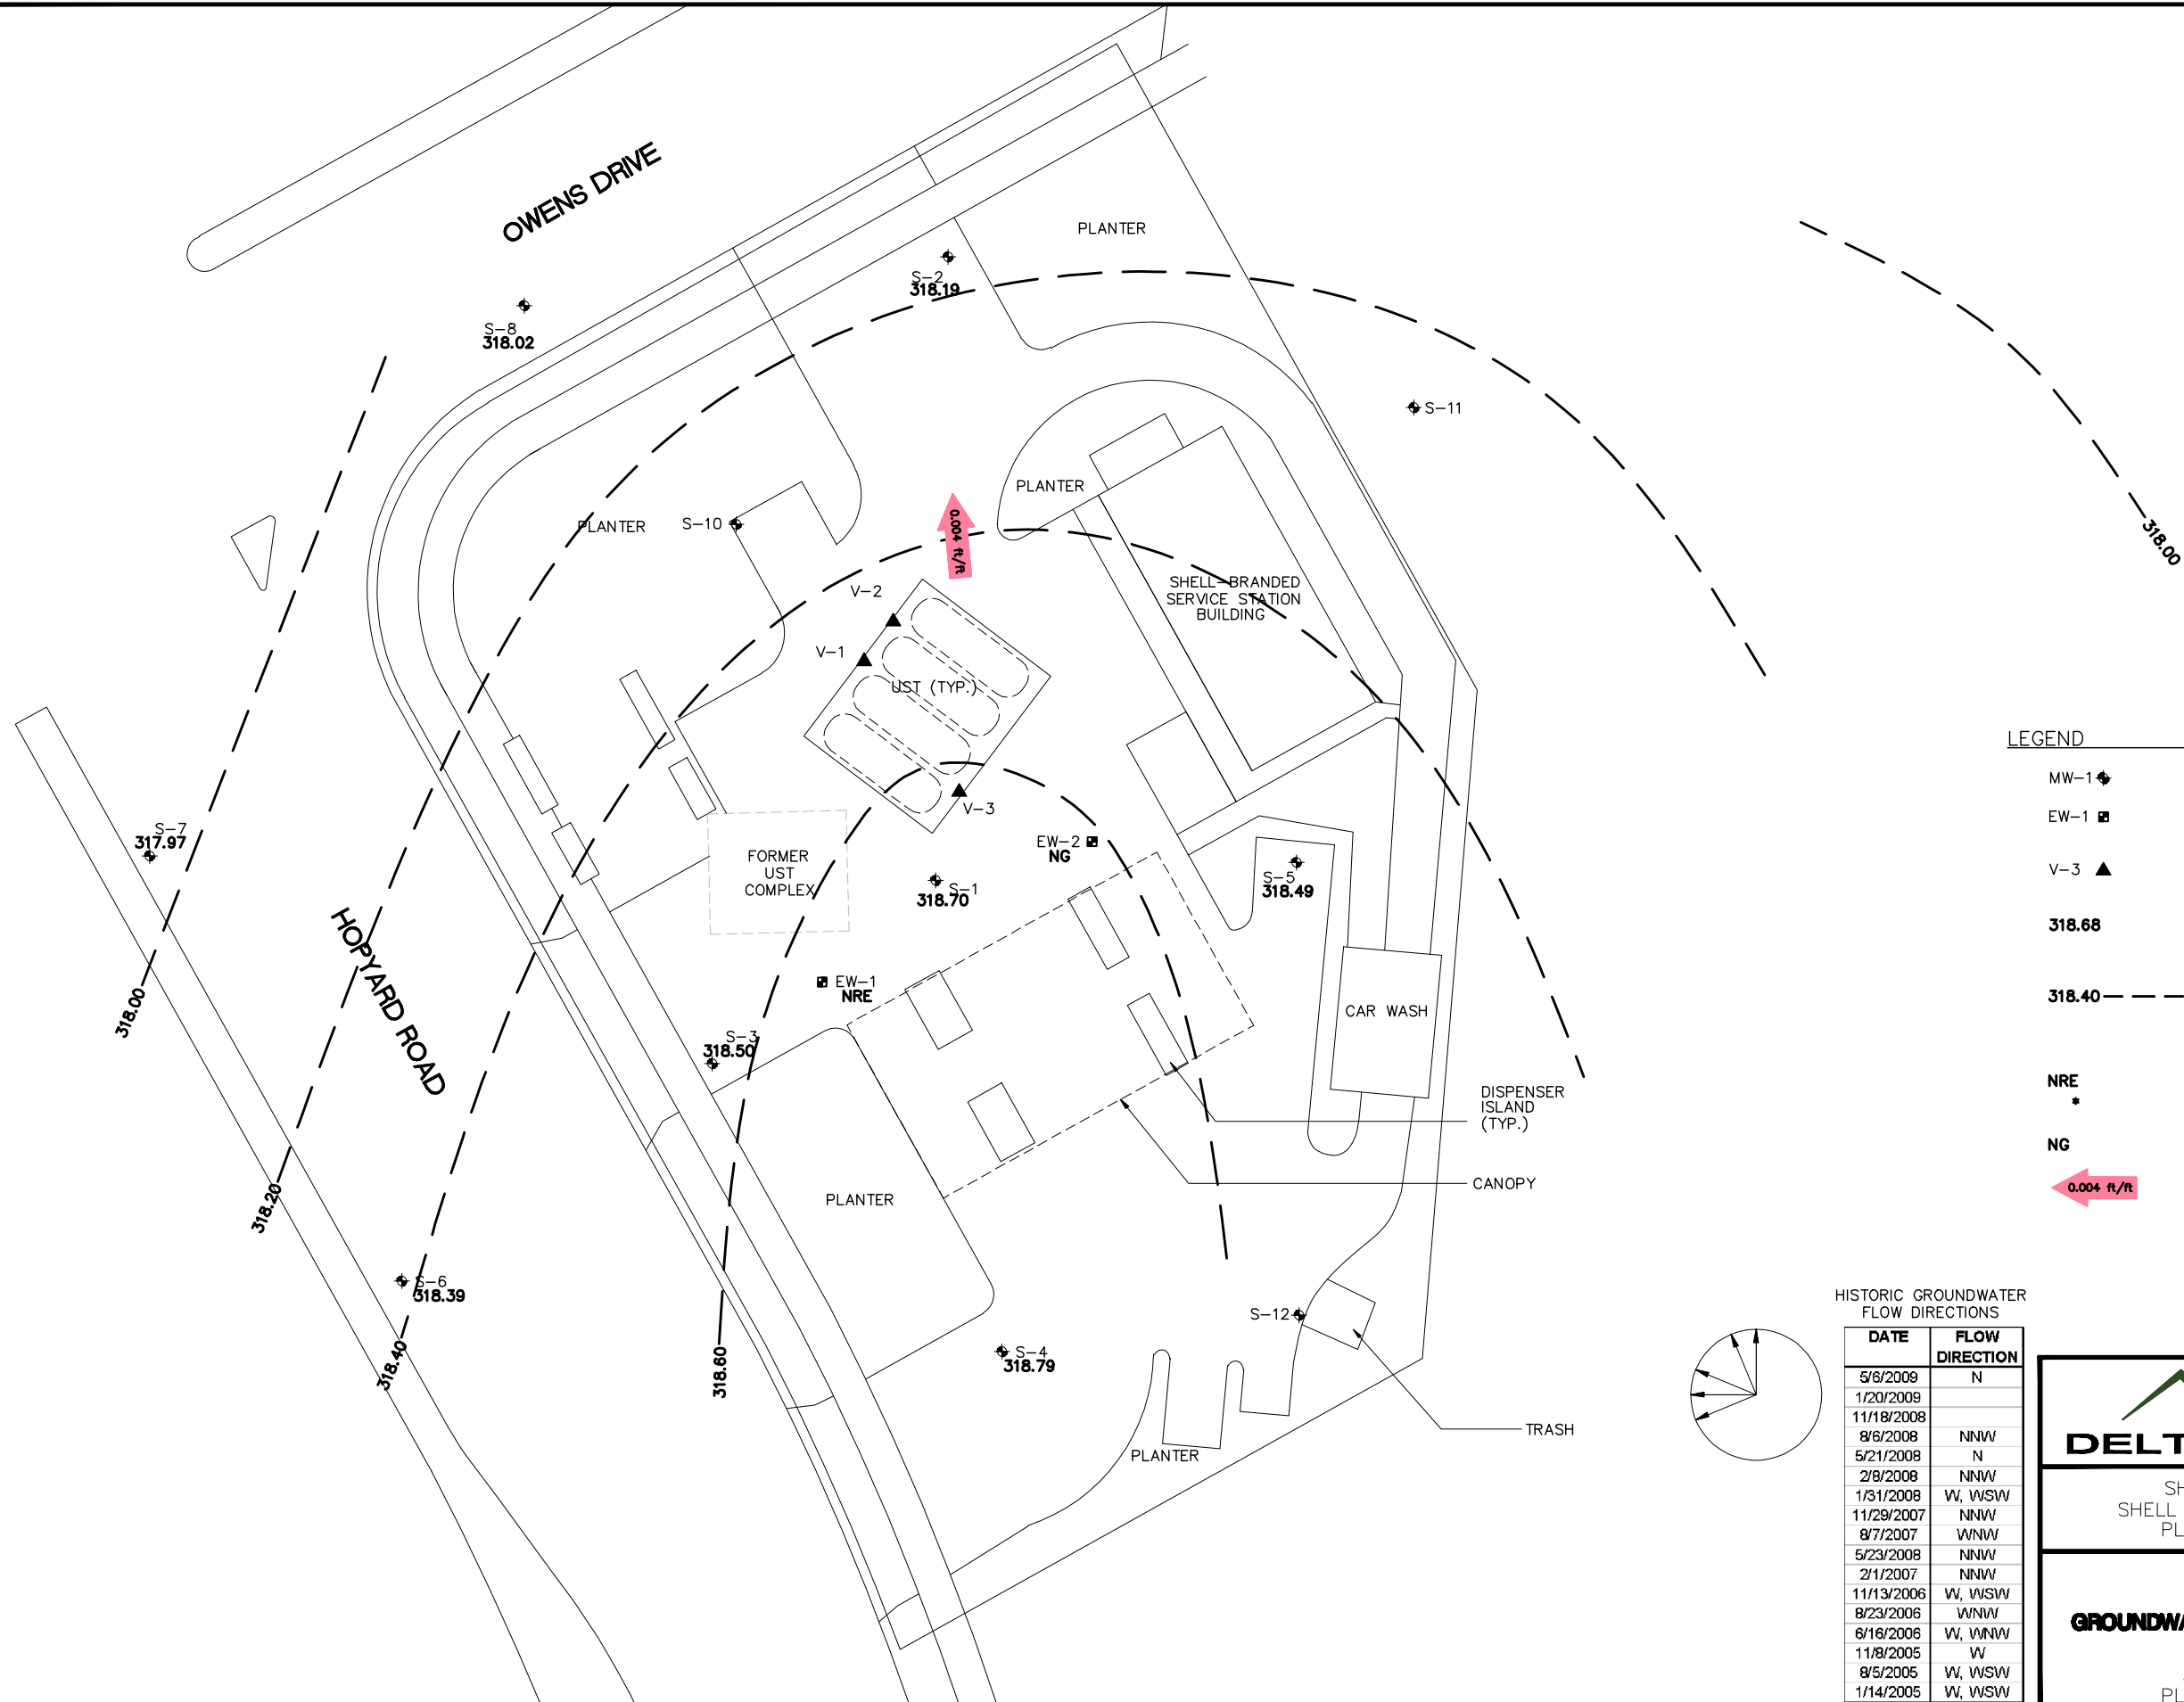 OWENS DRIVE
PLANTER
S-2
318.19
S-8
318.02
S-11
PLANTER
S-10
PLANTER
0.004 ft/ft
318.00
V-2
SHELL-BRANDED
SERVICE STATION
BUILDING
V-1
UST (TYP.)
LEGEND
MW-1
EW-1
V-3
318.68
318.40
NRE
*
NG
0.004 ft/ft
V-3
S-7
317.97
EW-2
NG
FORMER
UST
COMPLEX
S-1
318.70
S-5
318.49
HOPYARD ROAD
EW-1
NRE
318.00
CAR WASH
S-3
318.50
DISPENSER
ISLAND
(TYP.)
CANOPY
PLANTER
318.20
S-6
318.39
318.40
318.60
S-4
318.79
S-12
TRASH
PLANTER
HISTORIC GROUNDWATER
FLOW DIRECTIONS
DATE FLOW DIRECTION
5/6/2009 N
1/20/2009
11/18/2008
8/6/2008 NNW
5/21/2008 N
2/8/2008 NNW
1/31/2008 W, WSW
11/29/2007 NNW
8/7/2007 WNW
5/23/2008 NNW
2/1/2007 NNW
11/13/2006 W, WSW
8/23/2006 WNW
6/16/2006 W, WNW
11/8/2005 W
8/5/2005 W, WSW
1/14/2005 W, WSW
DELT
SH
SHELL
PL
GROUNDWA
PL